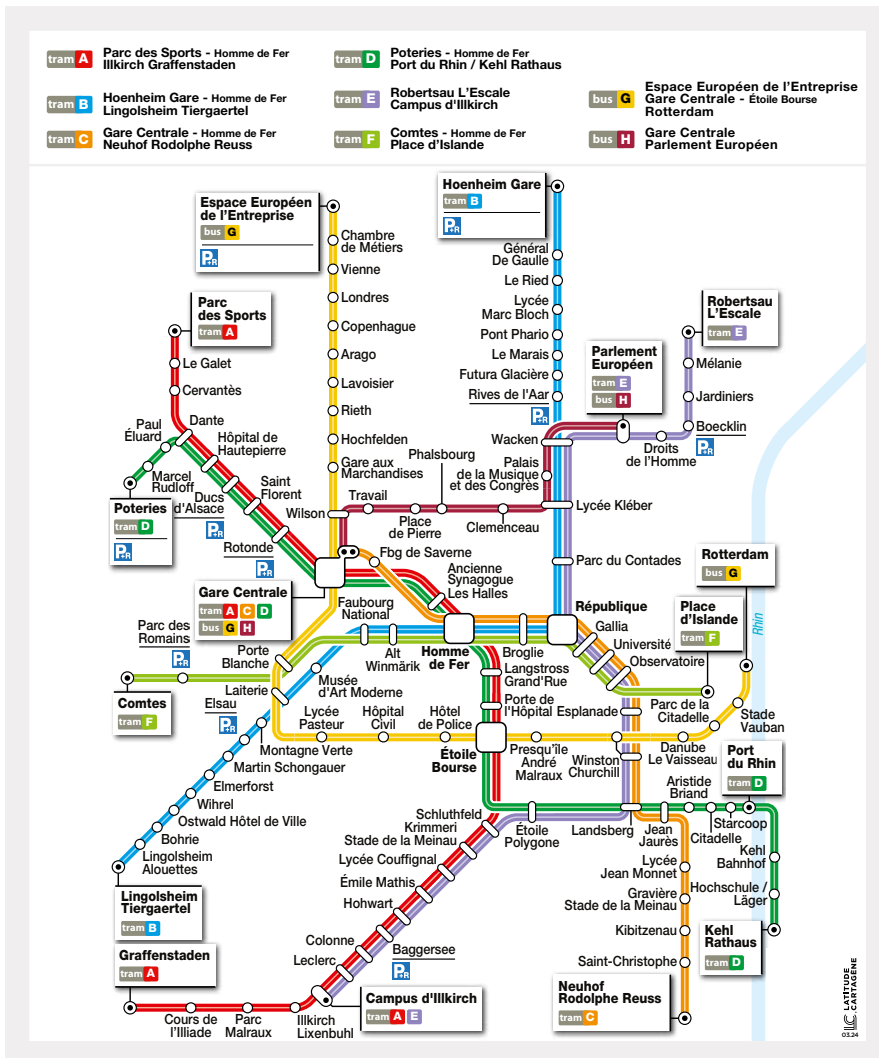 tram A Parc des Sports - Homme de Fer
Illkirch Graffenstaden
tram B Hoenheim Gare - Homme de Fer
Lingolsheim Tiergaertel
tram C Gare Centrale - Homme de Fer
Neuhof Rodolphe Reuss
tram D Poteries - Homme de Fer
Port du Rhin / Kehl Rathaus
tram E Robertsau L'Escale
Campus d'Illkirch
tram F Comtes - Homme de Fer
Place d'Islande
bus G Espace Européen de l'Entreprise
Gare Centrale - Étoile Bourse
Rotterdam
bus H Gare Centrale
Parlement Européen
Espace Européen
de l'Entreprise
bus G
P+R
Chambre
de Métiers
Vienne
Londres
Copenhague
Arago
Lavoisier
Rieth
Hochfelden
Gare aux
Marchandises
Wilson
Hoenheim Gare
tram B
P+R
Général
De Gaulle
Le Ried
Lycée
Marc Bloch
Pont Phario
Le Marais
Futura Glacière
Rives de l'Aar
P+R
Wacken
Robertsau
L'Escale
tram E
Mélanie
Jardiniers
Boecklin
P+R
Droits
de l'Homme
Parlement
Européen
tram E
bus H
Parc
des Sports
tram A
Le Galet
Cervantès
Dante
Paul
Éluard
Marcel
Rudloff
Poteries
tram D
P+R
Hôpital de
Hautepierre
Ducs
d'Alsace
P+R
Saint
Florent
Rotonde
P+R
Travail
Phalsbourg
Place
de Pierre
Clemenceau
Palais
de la Musique
et des Congrès
Lycée Kléber
Parc du Contades
Fbg de Saverne
Ancienne
Synagogue
Les Halles
Gare Centrale
tram A C D
bus G H
Faubourg
National
Homme
de Fer
Broglie
République
Gallia
Université
Observatoire
Rotterdam
bus G
Place
d'Islande
tram F
Rhin
Parc de la
Citadelle
Stade
Vauban
Parc des
Romains
P+R
Porte
Blanche
Comtes
tram F
Laiterie
Elsau
P+R
Alt
Winmärik
Musée
d'Art Moderne
Langstross
Grand'Rue
Porte de
l'Hôpital
Esplanade
Lycée
Pasteur
Hôpital
Civil
Hôtel
de Police
Étoile
Bourse
Presqu'île
André
Malraux
Winston
Churchill
Danube
Le Vaisseau
Montagne Verte
Martin Schongauer
Elmerforst
Wihrel
Ostwald Hôtel de Ville
Bohrie
Lingolsheim
Alouettes
Lingolsheim
Tiergaertel
tram B
Port
du Rhin
tram D
Aristide
Briand
Starcoop
Citadelle
Landsberg
Jean
Jaurès
Étoile
Polygone
Schluthfeld
Krimmeri
Stade de la Meinau
Lycée Couffignal
Émile Mathis
Hohwart
Colonne
Leclerc
Baggersee
P+R
Kehl
Bahnhof
Hochschule /
Läger
Kehl
Rathaus
tram D
Lycée
Jean Monnet
Gravière
Stade de la Meinau
Kibitzenau
Saint-Christophe
Neuhof
Rodolphe Reuss
tram C
Graffenstaden
tram A
Cours de
l'Illiade
Parc
Malraux
Illkirch
Lixenbuhl
Campus d'Illkirch
tram A E
LATITUDE
CARTAGÈNE
03.24